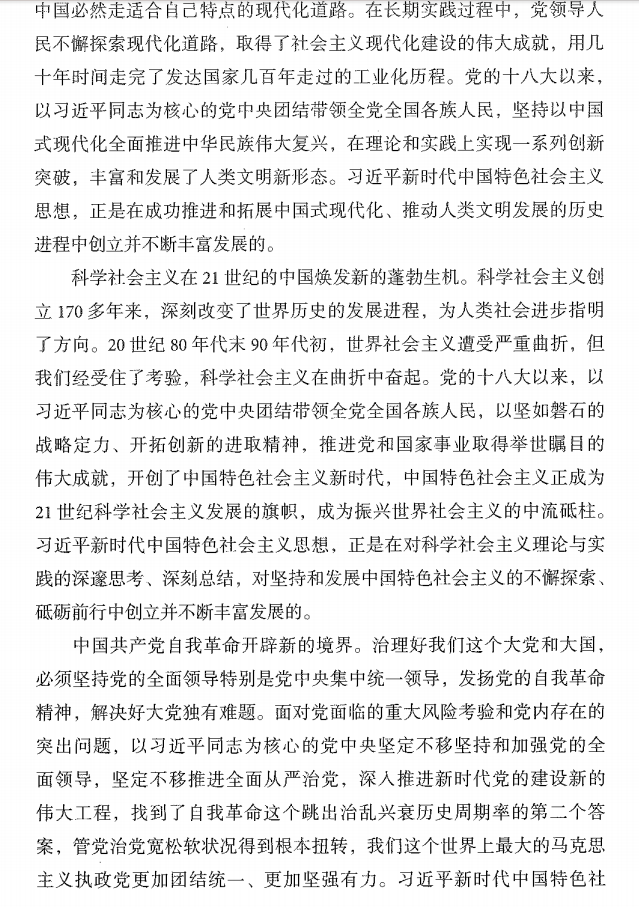 中国必然走适合自己特点的现代化道路。在长期实践过程中，党领导人
民不懈探索现代化道路，取得了社会主义现代化建设的伟大成就，用几
十年时间走完了发达国家几百年走过的工业化历程。党的十八大以来，
以习近平同志为核心的党中央团结带领全党全国各族人民，坚持以中国
式现代化全面推进中华民族伟大复兴，在理论和实践上实现一系列创新
突破，丰富和发展了人类文明新形态。习近平新时代中国特色社会主义
思想，正是在成功推进和拓展中国式现代化、推动人类文明发展的历史
进程中创立并不断丰富发展的。
科学社会主义在 21 世纪的中国焕发新的蓬勃生机。科学社会主义创
立 170 多年来，深刻改变了世界历史的发展进程，为人类社会进步指明
了方向。20 世纪 80 年代末 90 年代初，世界社会主义遭受严重曲折，但
我们经受住了考验，科学社会主义在曲折中奋起。党的十八大以来，以
习近平同志为核心的党中央团结带领全党全国各族人民，以坚如磐石的
战略定力、开拓创新的进取精神，推进党和国家事业取得举世瞩目的
伟大成就，开创了中国特色社会主义新时代，中国特色社会主义正成为
21 世纪科学社会主义发展的旗帜，成为振兴世界社会主义的中流砥柱。
习近平新时代中国特色社会主义思想，正是在对科学社会主义理论与实
践的深邃思考、深刻总结，对坚持和发展中国特色社会主义的不懈探索、
砥砺前行中创立并不断丰富发展的。
中国共产党自我革命开辟新的境界。治理好我们这个大党和大国，
必须坚持党的全面领导特别是党中央集中统一领导，发扬党的自我革命
精神，解决好大党独有难题。面对党面临的重大风险考验和党内存在的
突出问题，以习近平同志为核心的党中央坚定不移坚持和加强党的全
面领导，坚定不移推进全面从严治党，深入推进新时代党的建设新的
伟大工程，找到了自我革命这个跳出治乱兴衰历史周期率的第二个答
案，管党治党宽松软状况得到根本扭转，我们这个世界上最大的马克思
主义执政党更加团结统一、更加坚强有力。习近平新时代中国特色社